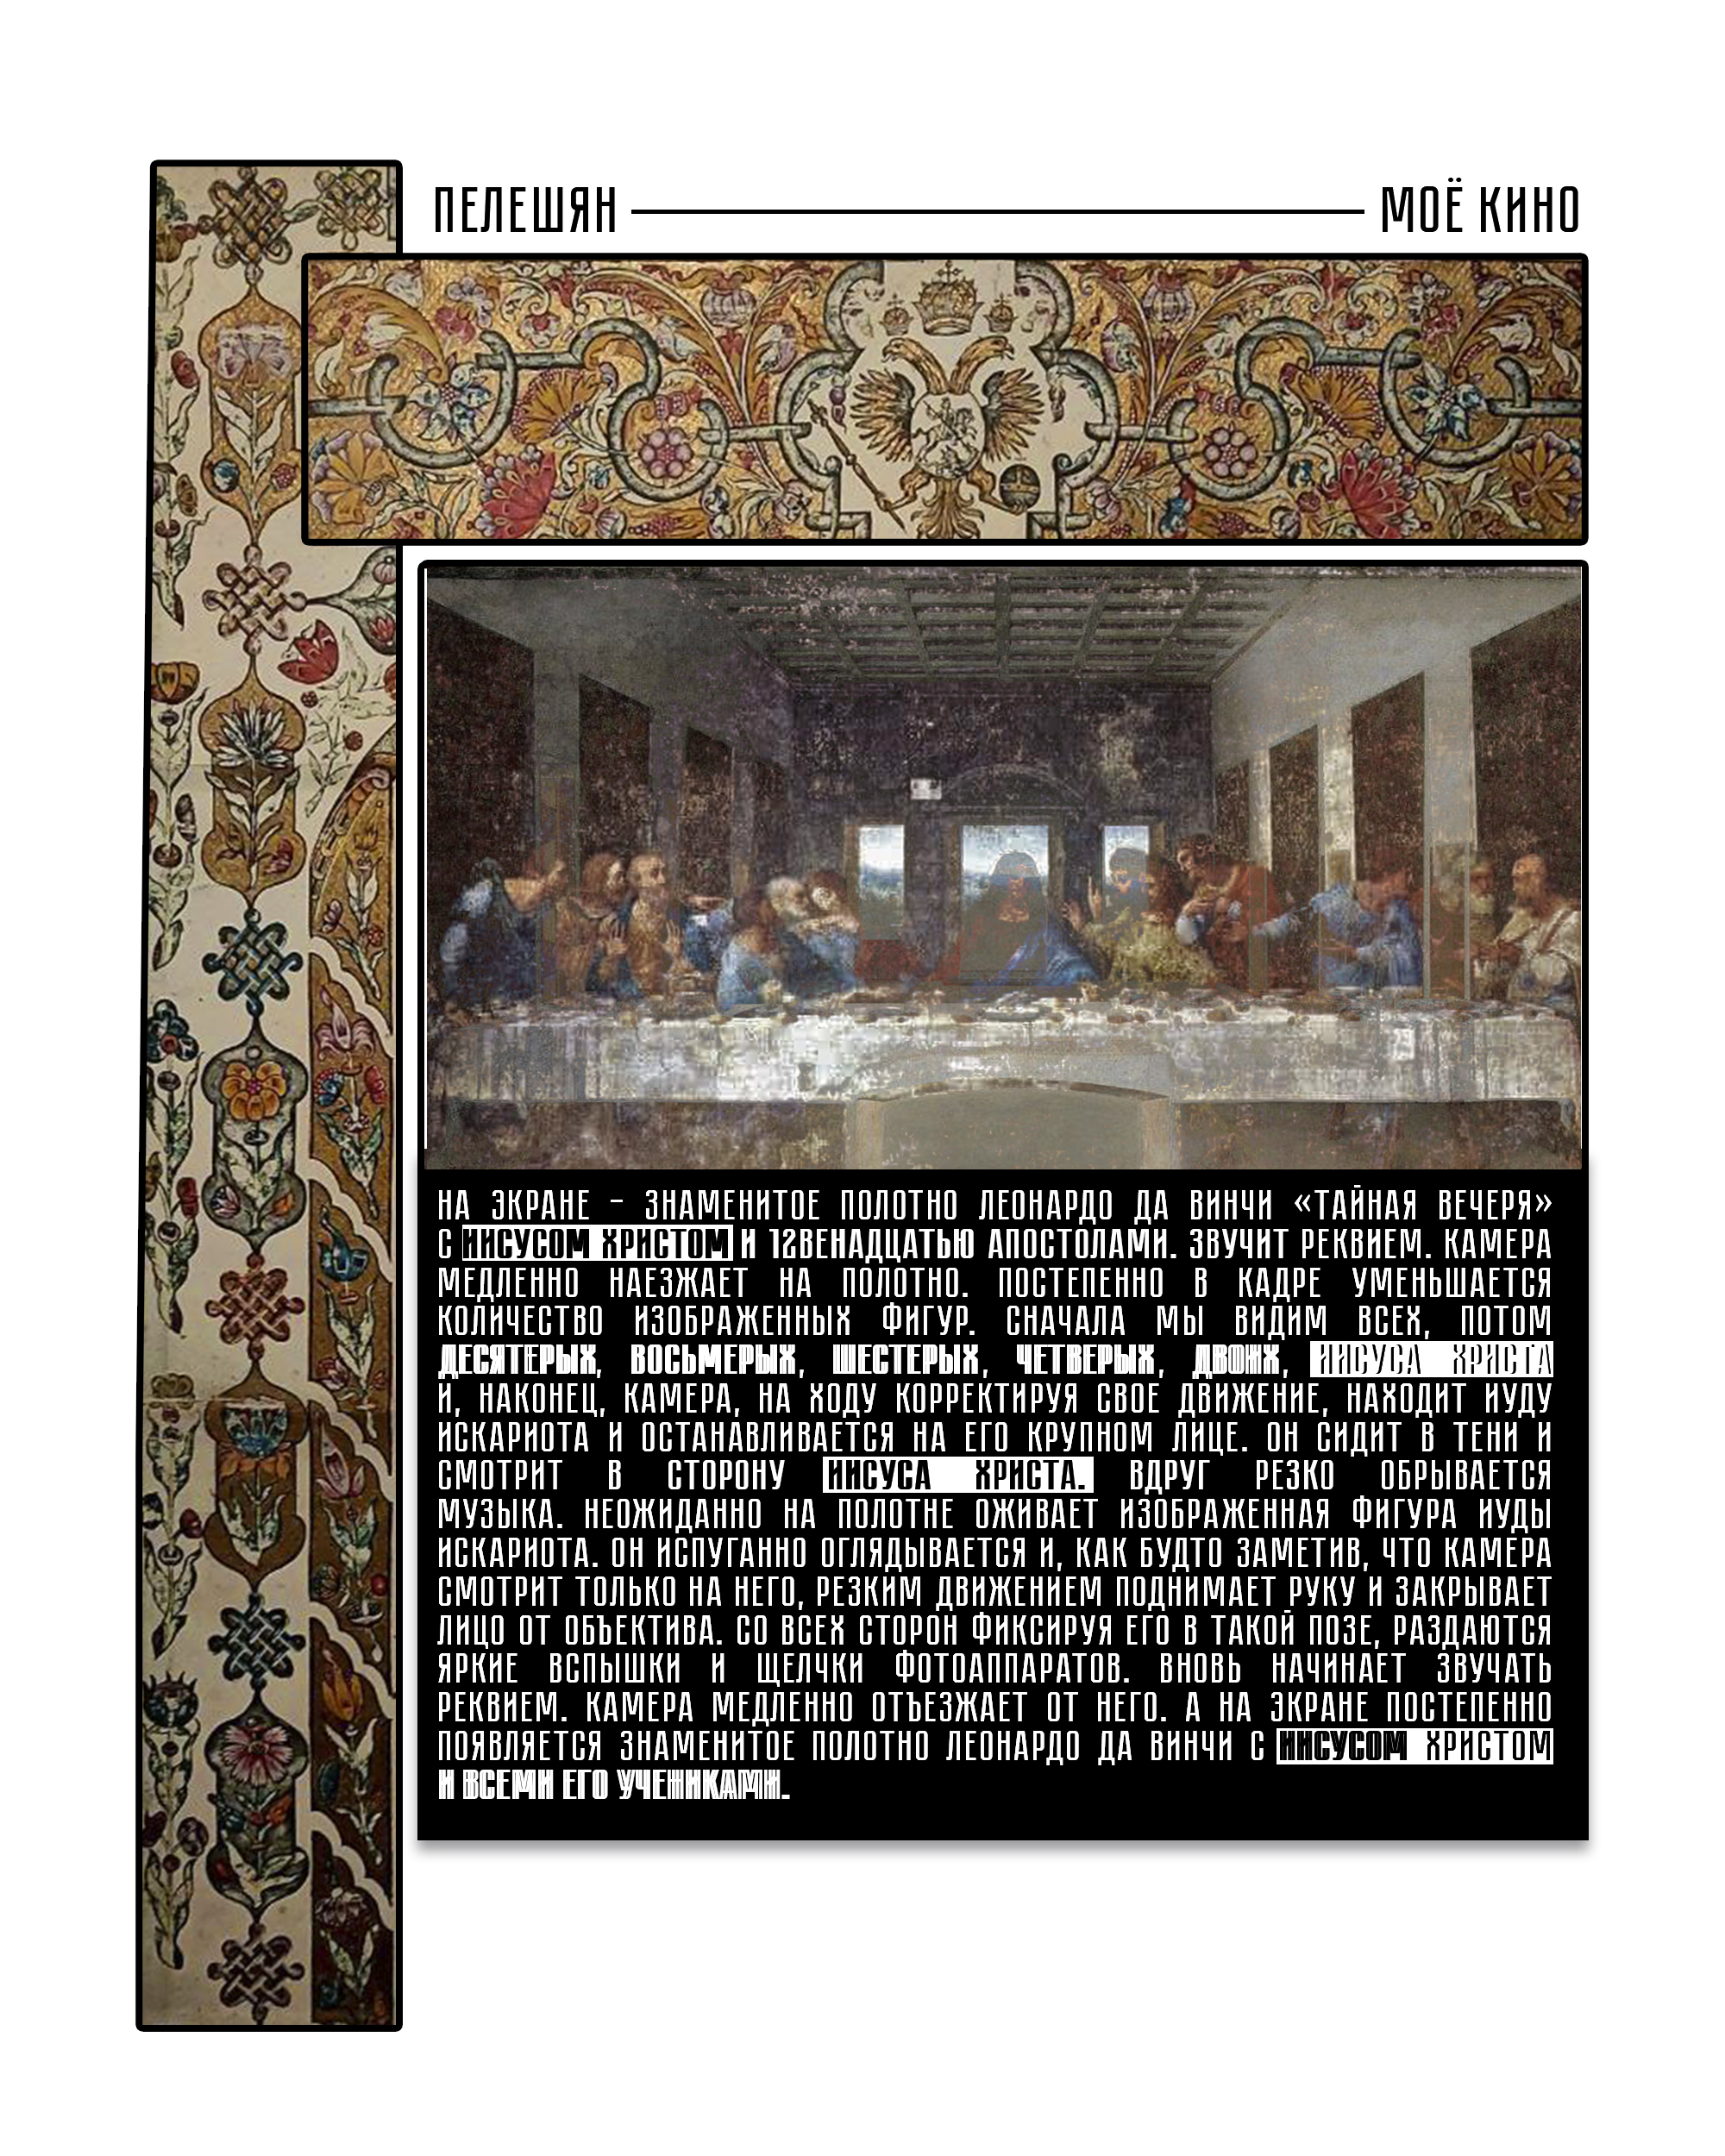 ПЕЛЕШЯН МОЁ КИНО
НА ЭКРАНЕ – ЗНАМЕНИТОЕ ПОЛОТНО ЛЕОНАРДО ДА ВИНЧИ «ТАЙНАЯ ВЕЧЕРЯ»
С ИИСУСОМ ХРИСТОМ И 12ВЕНАДЦАТЬЮ АПОСТОЛАМИ. ЗВУЧИТ РЕКВИЕМ. КАМЕРА
МЕДЛЕННО НАЕЗЖАЕТ НА ПОЛОТНО. ПОСТЕПЕННО В КАДРЕ УМЕНЬШАЕТСЯ
КОЛИЧЕСТВО ИЗОБРАЖЕННЫХ ФИГУР. СНАЧАЛА МЫ ВИДИМ ВСЕХ, ПОТОМ
ДЕСЯТЕРЫХ, ВОСЬМЕРЫХ, ШЕСТЕРЫХ, ЧЕТВЕРЫХ, ДВОИХ, ИИСУСА ХРИСТА
И, НАКОНЕЦ, КАМЕРА, НА ХОДУ КОРРЕКТИРУЯ СВОЕ ДВИЖЕНИЕ, НАХОДИТ ИУДУ
ИСКАРИОТА И ОСТАНАВЛИВАЕТСЯ НА ЕГО КРУПНОМ ЛИЦЕ. ОН СИДИТ В ТЕНИ И
СМОТРИТ В СТОРОНУ ИИСУСА ХРИСТА. ВДРУГ РЕЗКО ОБРЫВАЕТСЯ
МУЗЫКА. НЕОЖИДАННО НА ПОЛОТНЕ ОЖИВАЕТ ИЗОБРАЖЕННАЯ ФИГУРА ИУДЫ
ИСКАРИОТА. ОН ИСПУГАННО ОГЛЯДЫВАЕТСЯ И, КАК БУДТО ЗАМЕТИВ, ЧТО КАМЕРА
СМОТРИТ ТОЛЬКО НА НЕГО, РЕЗКИМ ДВИЖЕНИЕМ ПОДНИМАЕТ РУКУ И ЗАКРЫВАЕТ
ЛИЦО ОТ ОБЪЕКТИВА. СО ВСЕХ СТОРОН ФИКСИРУЯ ЕГО В ТАКОЙ ПОЗЕ, РАЗДАЮТСЯ
ЯРКИЕ ВСПЫШКИ И ЩЕЛЧКИ ФОТОАППАРАТОВ. ВНОВЬ НАЧИНАЕТ ЗВУЧАТЬ
РЕКВИЕМ. КАМЕРА МЕДЛЕННО ОТЪЕЗЖАЕТ ОТ НЕГО. А НА ЭКРАНЕ ПОСТЕПЕННО
ПОЯВЛЯЕТСЯ ЗНАМЕНИТОЕ ПОЛОТНО ЛЕОНАРДО ДА ВИНЧИ С ИИСУСОМ ХРИСТОМ
И ВСЕМИ ЕГО УЧЕНИКАМИ.